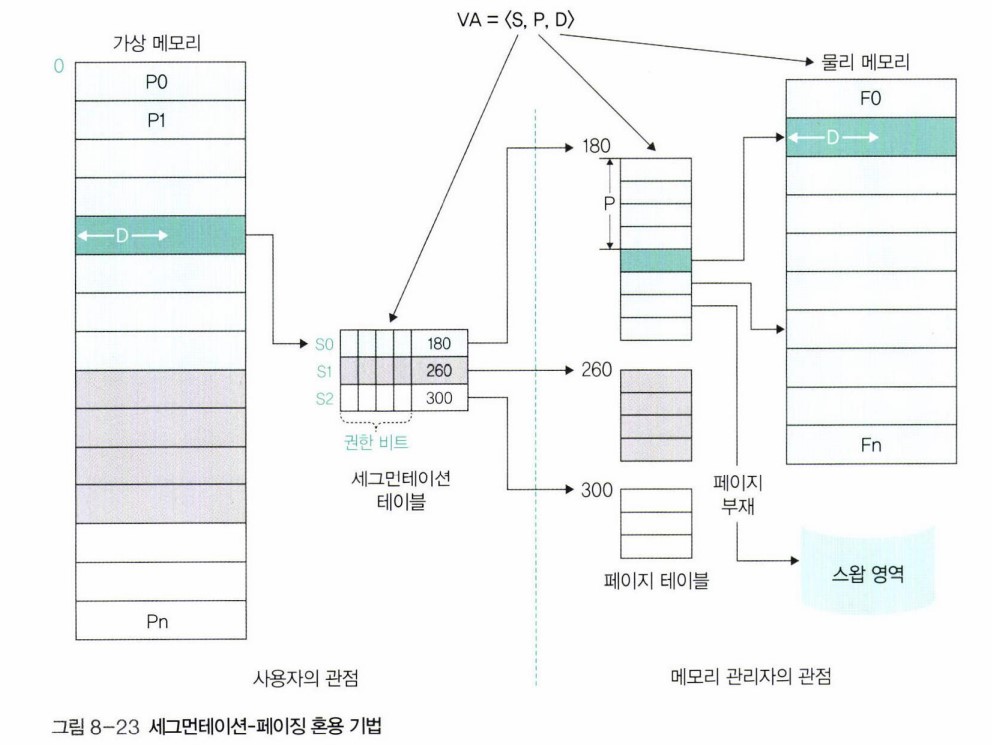 VA = ⟨S, P, D⟩
가상 메모리
물리 메모리
0
P0
F0
P1
D
180
D
P
S0
180
S1
260
260
S2
300
권한 비트
Fn
세그먼테이션
테이블
300
페이지
부재
페이지 테이블
스왑 영역
Pn
사용자의 관점
메모리 관리자의 관점
그림 8-23 세그먼테이션-페이징 혼용 기법